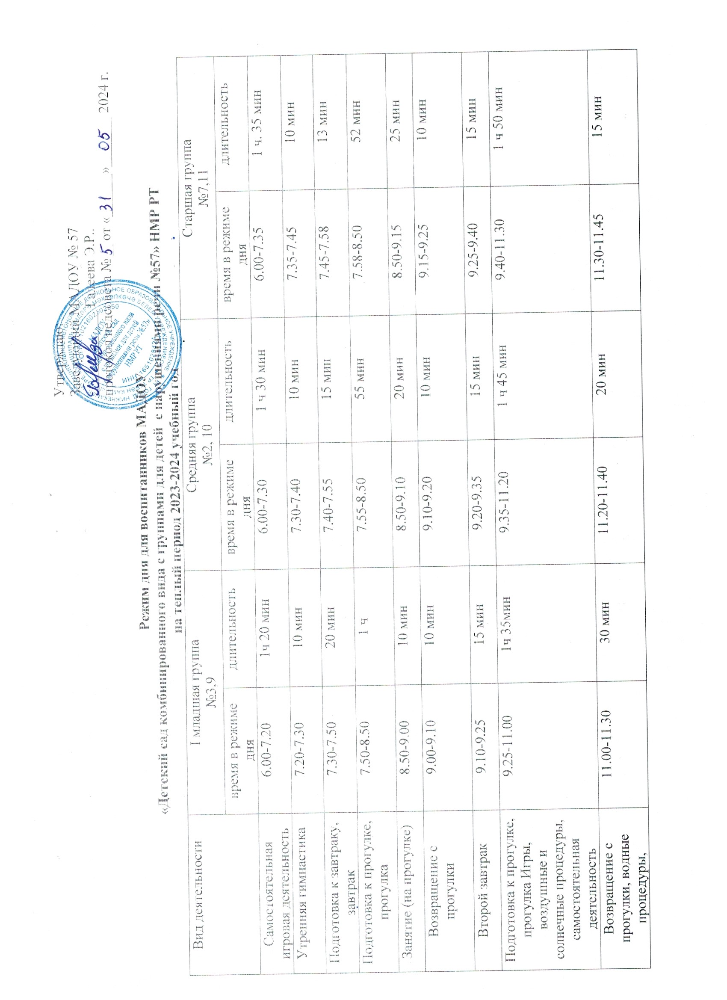 Утверждаю:
Заведующий МАДОУ № 57
Галеева Э.Р..
протокол педсовета № 5 от « 31 » 05 2024 г.
Режим дня для воспитанников МАДОУ
«Детский сад комбинированного вида с группами для детей с нарушениями речи №57» НМР РТ
на теплый период 2023-2024 учебный год
Вид деятельности | I младшая группа №3,9 | Средняя группа №2, 10 | Старшая группа №7,11
время в режиме дня | длительность | время в режиме дня | длительность | время в режиме дня | длительность
Самостоятельная игровая деятельность | 6.00-7.20 | 1ч 20 мин | 6.00-7.30 | 1 ч 30 мин | 6.00-7.35 | 1 ч. 35 мин
Утренняя гимнастика | 7.20-7.30 | 10 мин | 7.30-7.40 | 10 мин | 7.35-7.45 | 10 мин
Подготовка к завтраку, завтрак | 7.30-7.50 | 20 мин | 7.40-7.55 | 15 мин | 7.45-7.58 | 13 мин
Подготовка к прогулке, прогулка | 7.50-8.50 | 1 ч | 7.55-8.50 | 55 мин | 7.58-8.50 | 52 мин
Занятие (на прогулке) | 8.50-9.00 | 10 мин | 8.50-9.10 | 20 мин | 8.50-9.15 | 25 мин
Возвращение с прогулки | 9.00-9.10 | 10 мин | 9.10-9.20 | 10 мин | 9.15-9.25 | 10 мин
Второй завтрак | 9.10-9.25 | 15 мин | 9.20-9.35 | 15 мин | 9.25-9.40 | 15 мин
Подготовка к прогулке, прогулка Игры, воздушные и солнечные процедуры, самостоятельная деятельность | 9.25-11.00 | 1ч 35мин | 9.35-11.20 | 1 ч 45 мин | 9.40-11.30 | 1 ч 50 мин
Возвращение с прогулки, водные процедуры, | 11.00-11.30 | 30 мин | 11.20-11.40 | 20 мин | 11.30-11.45 | 15 мин